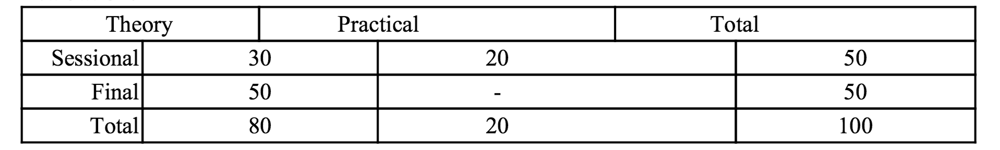 Theory Practical Total
Sessional 30 20 50
Final 50 - 50
Total 80 20 100